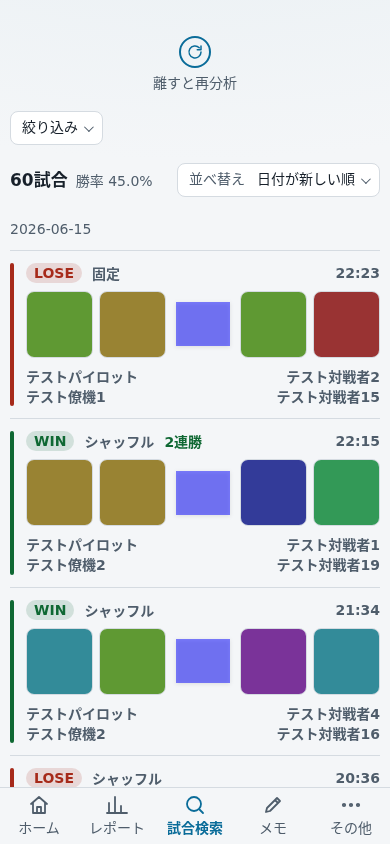 離すと再分析
絞り込み
60試合 勝率 45.0% 並べ替え 日付が新しい順
2026-06-15
LOSE 固定 22:23
テストパイロット テスト対戦者2
テスト僚機1 テスト対戦者15
WIN シャッフル 2連勝 22:15
テストパイロット テスト対戦者1
テスト僚機2 テスト対戦者19
WIN シャッフル 21:34
テストパイロット テスト対戦者4
テスト僚機2 テスト対戦者16
LOSE シャッフル 20:36
ホーム レポート 試合検索 メモ その他